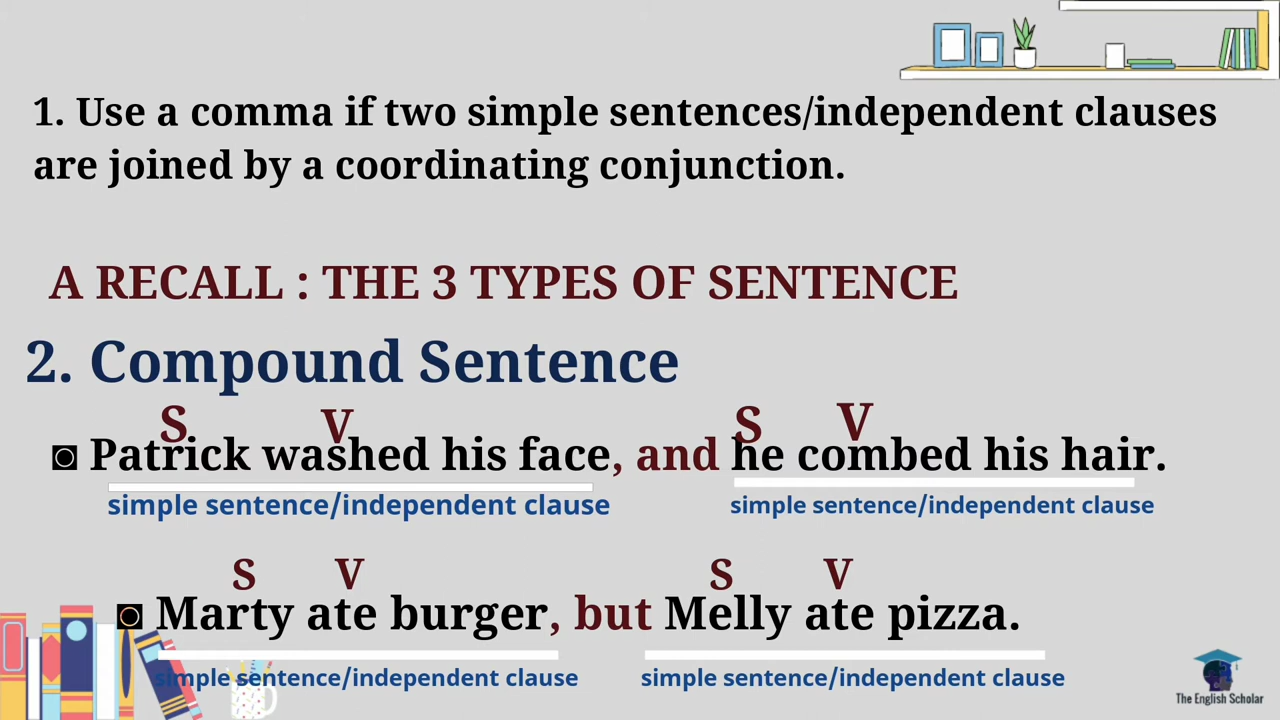 1. Use a comma if two simple sentences/independent clauses
are joined by a coordinating conjunction.
A RECALL : THE 3 TYPES OF SENTENCE
2. Compound Sentence
S V S V
◙ Patrick washed his face, and he combed his hair.
simple sentence/independent clause simple sentence/independent clause
S V S V
◙ Marty ate burger, but Melly ate pizza.
simple sentence/independent clause simple sentence/independent clause
The English Scholar